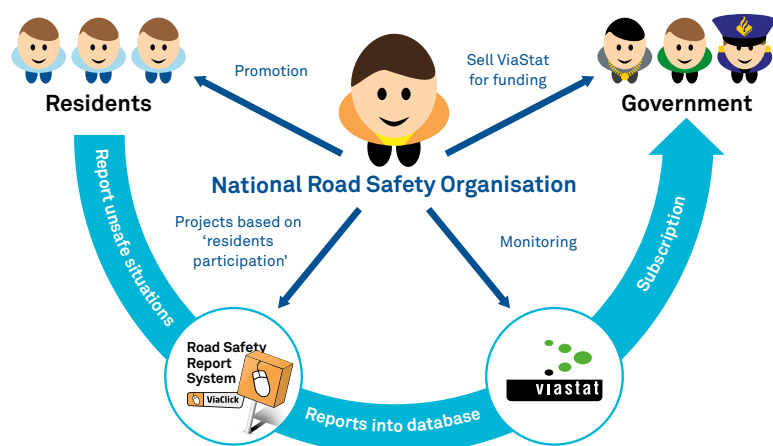 Promotion
Sell ViaStat
for funding
Residents
Government
National Road Safety Organisation
Report unsafe situations
Projects based on
‘residents
participation’
Monitoring
Subscription
Road Safety
Report
System
ViaClick
viastat
Reports into database